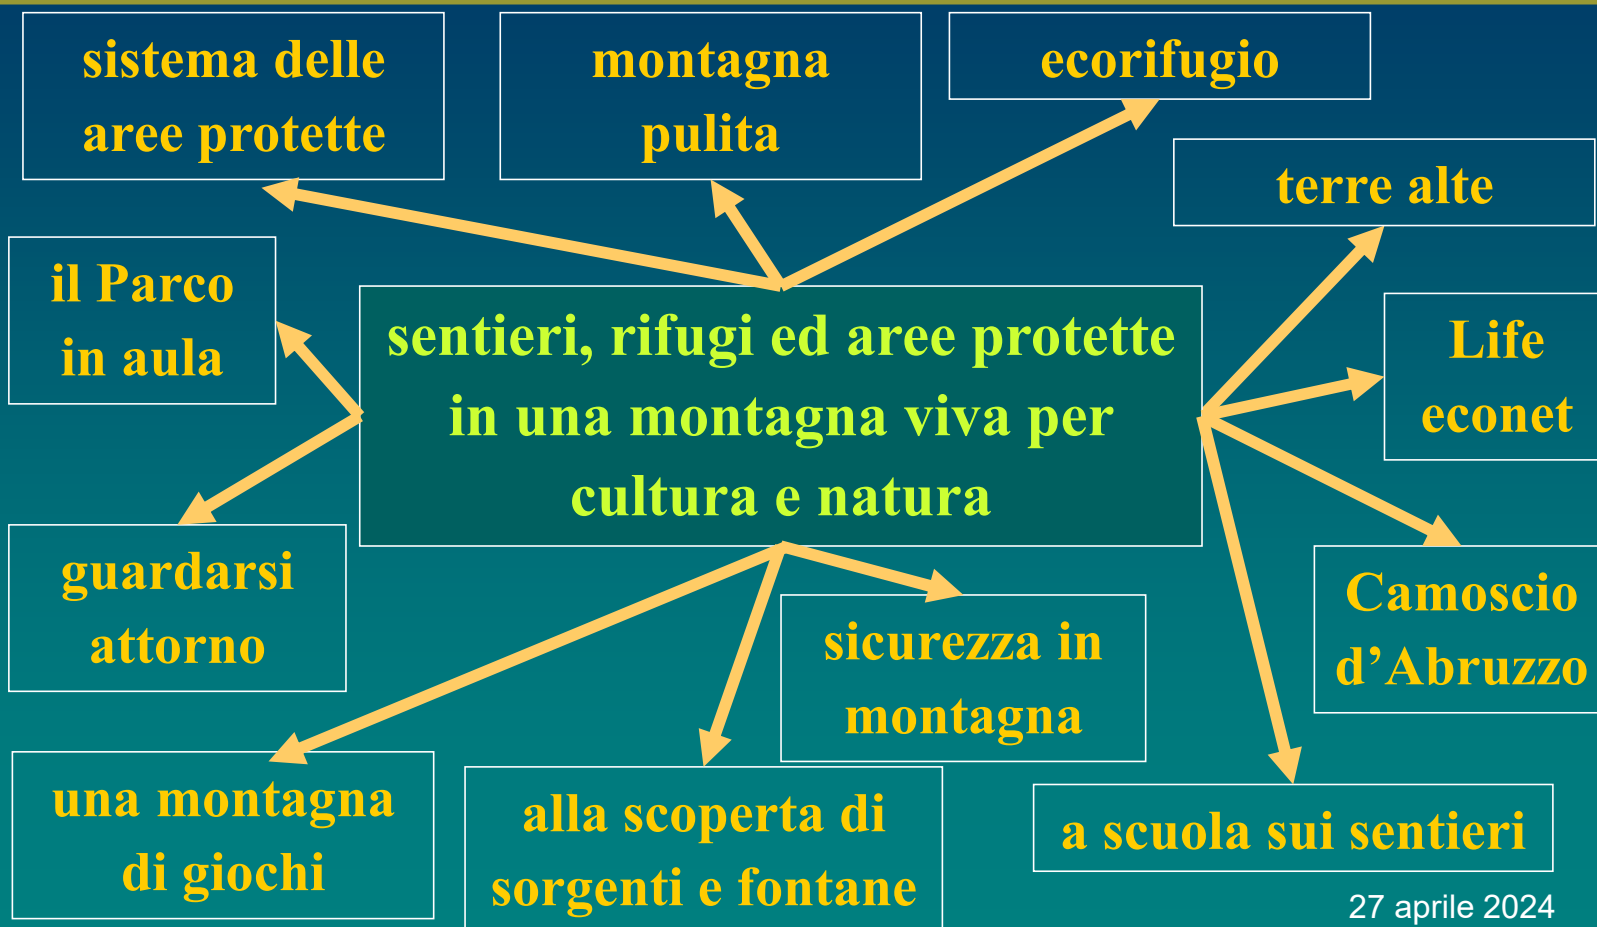 sistema delle
aree protette
montagna
pulita
ecorifugio
terre alte
il Parco
in aula
sentieri, rifugi ed aree protette
in una montagna viva per
cultura e natura
Life
econet
guardarsi
attorno
Camoscio
d’Abruzzo
sicurezza in
montagna
una montagna
di giochi
alla scoperta di
sorgenti e fontane
a scuola sui sentieri
27 aprile 2024